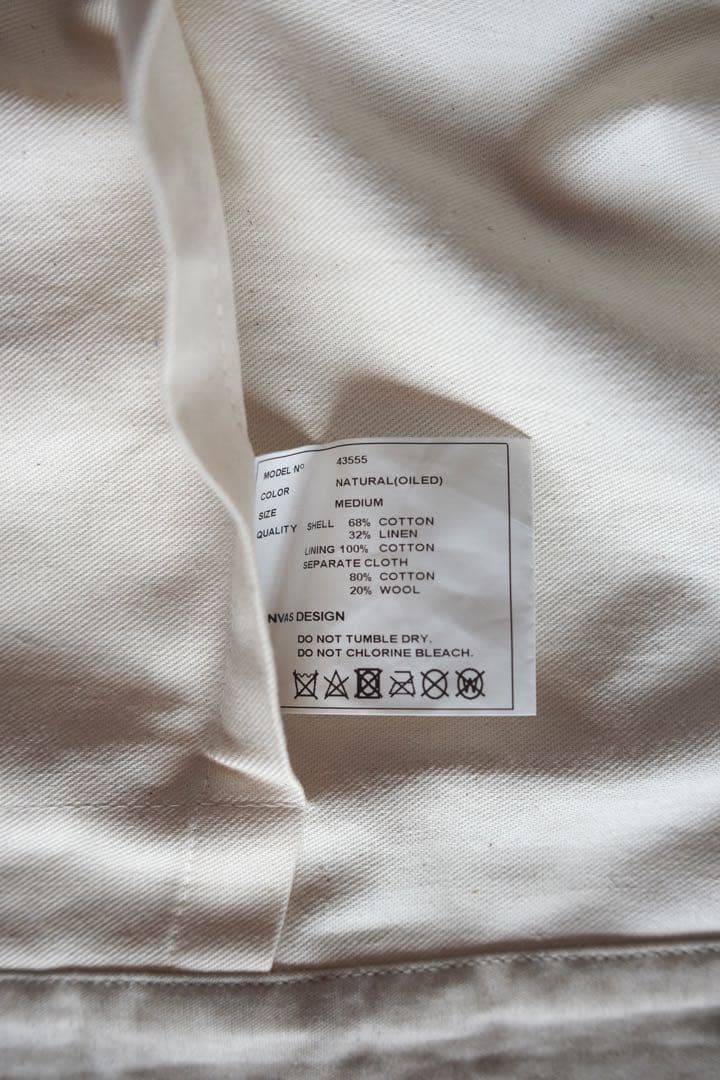 MODEL Nº 43555
COLOR NATURAL(OILED)
SIZE MEDIUM
QUALITY SHELL 68% COTTON
32% LINEN
LINING 100% COTTON
SEPARATE CLOTH
80% COTTON
20% WOOL
NVAS DESIGN
DO NOT TUMBLE DRY.
DO NOT CHLORINE BLEACH.
W